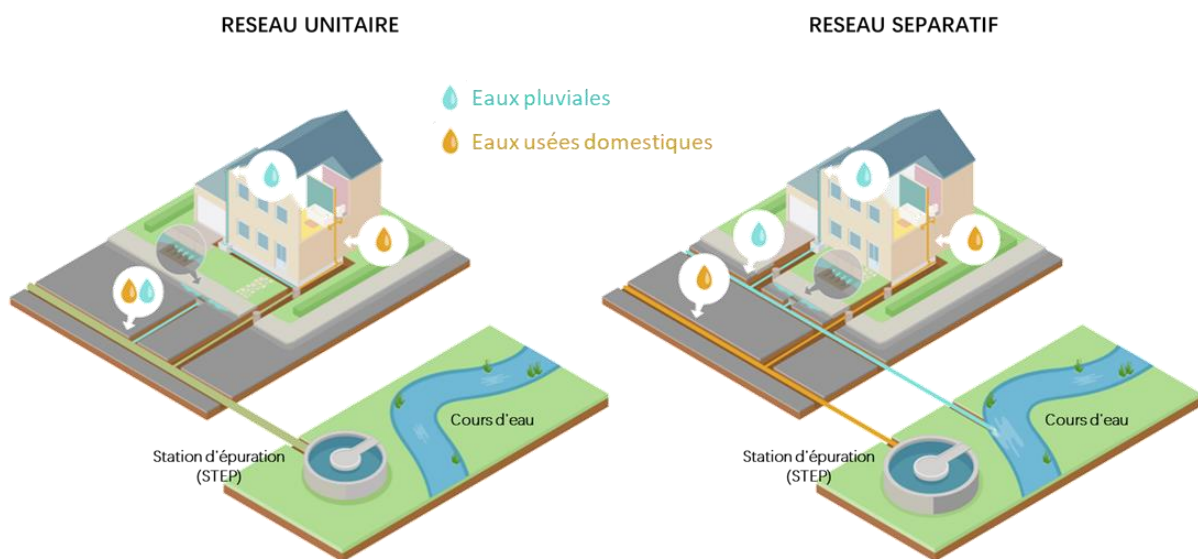 RESEAU UNITAIRE
RESEAU SEPARATIF
Eaux pluviales
Eaux usées domestiques
Cours d'eau
Station d'épuration
(STEP)
Cours d'eau
Station d'épuration
(STEP)